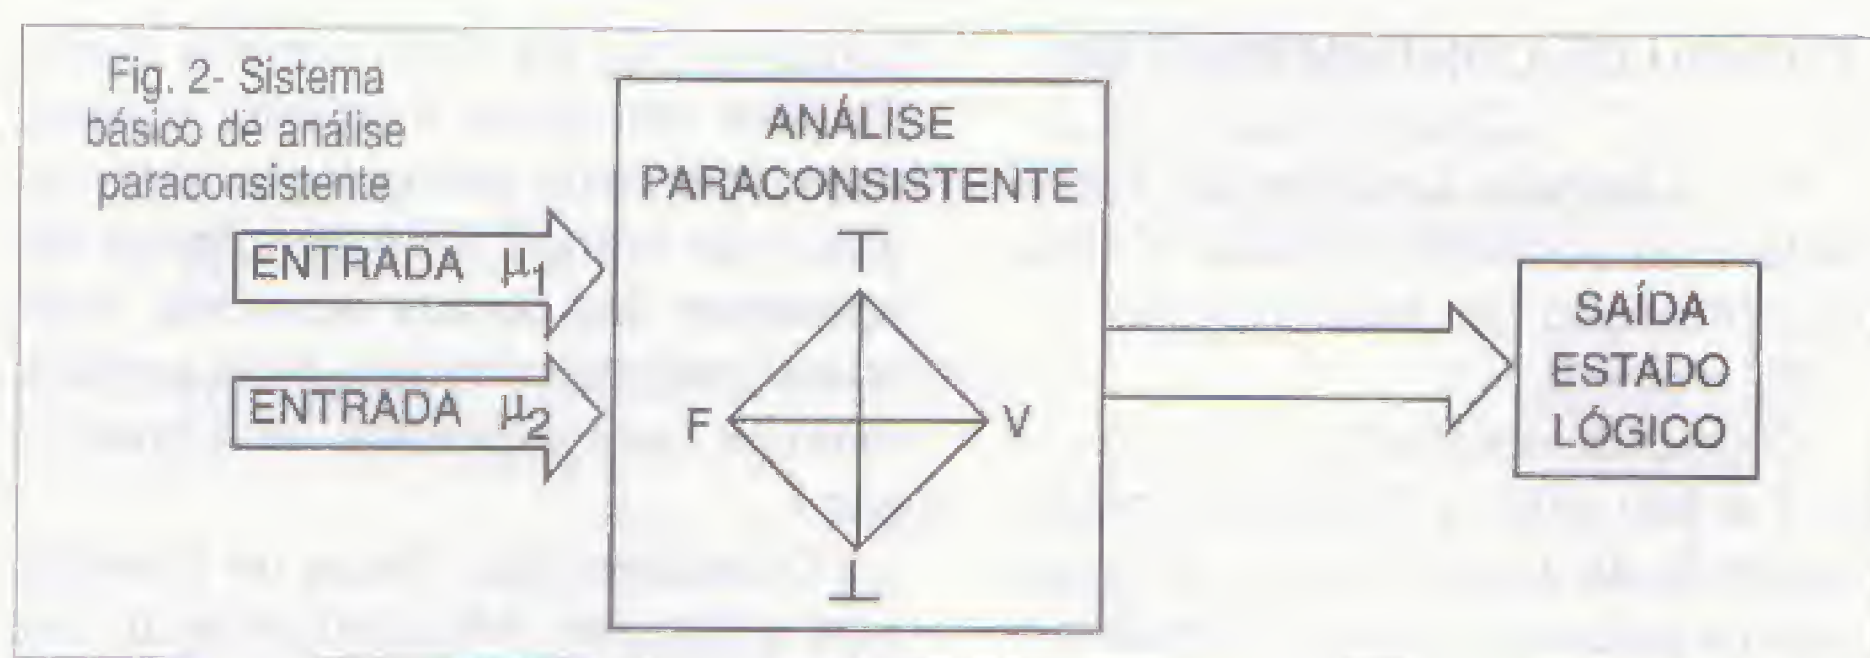 Fig. 2- Sistema
básico de análise
paraconsistente
ENTRADA μ1
ENTRADA μ2
ANÁLISE
PARACONSISTENTE
⊤
F
V
⊥
SAÍDA
ESTADO
LÓGICO